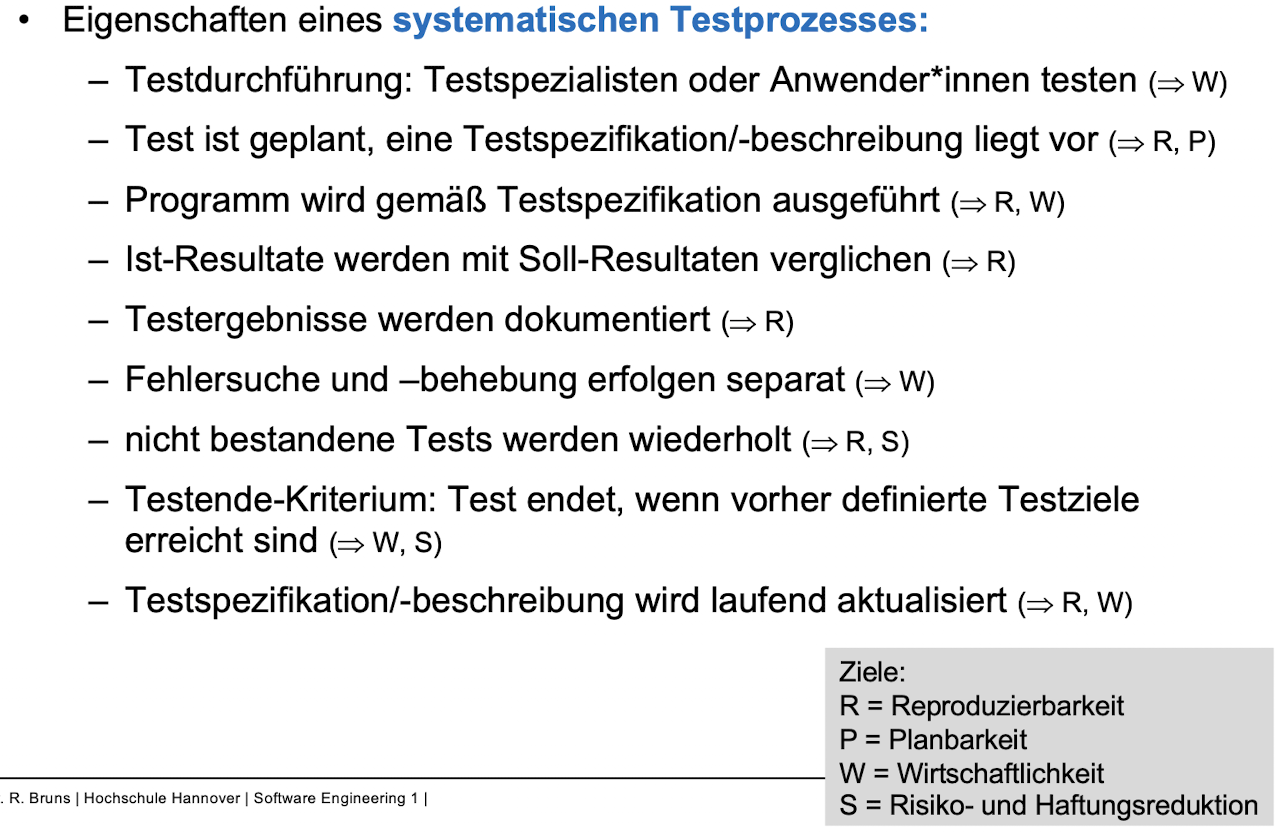 • Eigenschaften eines systematischen Testprozesses:
– Testdurchführung: Testspezialisten oder Anwender*innen testen (⇒ W)
– Test ist geplant, eine Testspezifikation/-beschreibung liegt vor (⇒ R, P)
– Programm wird gemäß Testspezifikation ausgeführt (⇒ R, W)
– Ist-Resultate werden mit Soll-Resultaten verglichen (⇒ R)
– Testergebnisse werden dokumentiert (⇒ R)
– Fehlersuche und –behebung erfolgen separat (⇒ W)
– nicht bestandene Tests werden wiederholt (⇒ R, S)
– Testende-Kriterium: Test endet, wenn vorher definierte Testziele
erreicht sind (⇒ W, S)
– Testspezifikation/-beschreibung wird laufend aktualisiert (⇒ R, W)
Ziele:
R = Reproduzierbarkeit
P = Planbarkeit
W = Wirtschaftlichkeit
S = Risiko- und Haftungsreduktion
. R. Bruns | Hochschule Hannover | Software Engineering 1 |